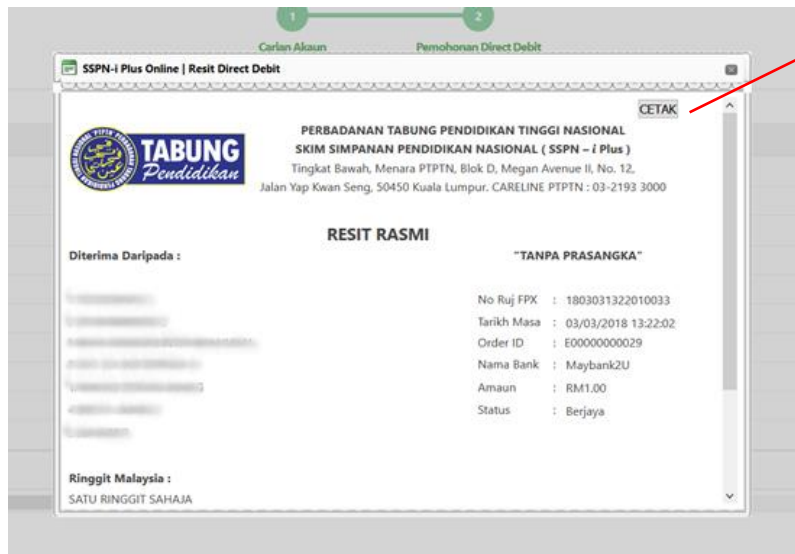 1
2
Carian Akaun
Pemohonan Direct Debit
SSPN-i Plus Online | Resit Direct Debit
CETAK
TABUNG
Pendidikan
PERBADANAN TABUNG PENDIDIKAN TINGGI NASIONAL
SKIM SIMPANAN PENDIDIKAN NASIONAL ( SSPN – i Plus )
Tingkat Bawah, Menara PTPTN, Blok D, Megan Avenue II, No. 12,
Jalan Yap Kwan Seng, 50450 Kuala Lumpur. CARELINE PTPTN : 03-2193 3000
RESIT RASMI
Diterima Daripada :
"TANPA PRASANGKA"
No Ruj FPX : 1803031322010033
Tarikh Masa : 03/03/2018 13:22:02
Order ID : E00000000029
Nama Bank : Maybank2U
Amaun : RM1.00
Status : Berjaya
Ringgit Malaysia :
SATU RINGGIT SAHAJA